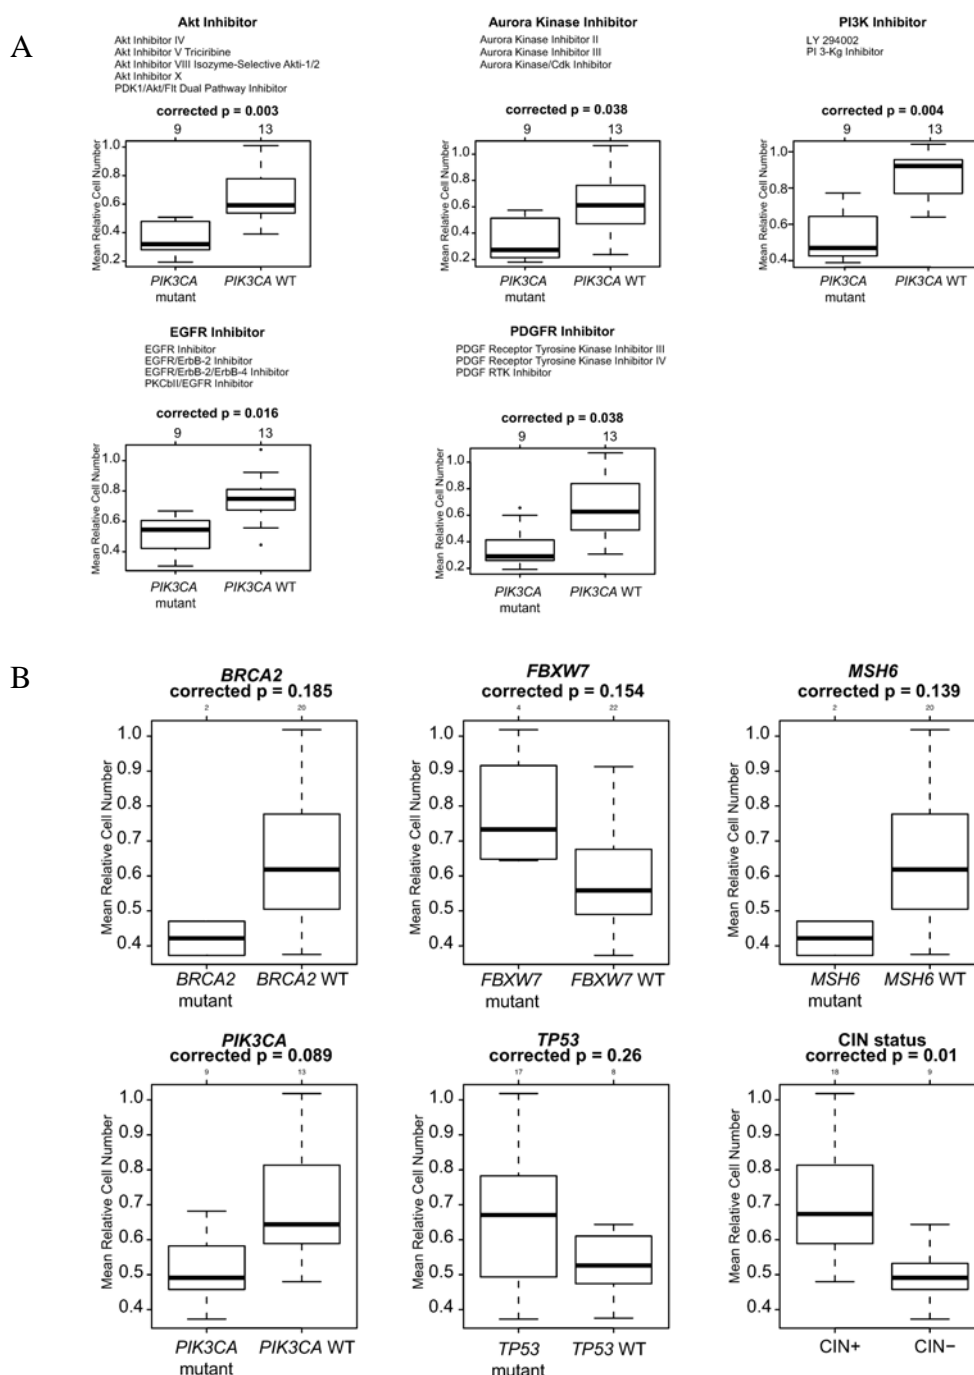 A
Akt Inhibitor
Akt Inhibitor IV
Akt Inhibitor V Triciribine
Akt Inhibitor VIII Isozyme-Selective Akti-1/2
Akt Inhibitor X
PDK1/Akt/Flt Dual Pathway Inhibitor
corrected p = 0.003
9 13
Mean Relative Cell Number
1.0
0.8
0.6
0.4
0.2
PIK3CA mutant
PIK3CA WT
Aurora Kinase Inhibitor
Aurora Kinase Inhibitor II
Aurora Kinase Inhibitor III
Aurora Kinase/Cdk Inhibitor
corrected p = 0.038
9 13
Mean Relative Cell Number
1.0
0.8
0.6
0.4
0.2
PIK3CA mutant
PIK3CA WT
PI3K Inhibitor
LY 294002
PI 3-Kg Inhibitor
corrected p = 0.004
9 13
Mean Relative Cell Number
1.0
0.8
0.6
0.4
PIK3CA mutant
PIK3CA WT
EGFR Inhibitor
EGFR Inhibitor
EGFR/ErbB-2 Inhibitor
EGFR/ErbB-2/ErbB-4 Inhibitor
PKCbII/EGFR Inhibitor
corrected p = 0.016
9 13
Mean Relative Cell Number
1.0
0.8
0.6
0.4
PIK3CA mutant
PIK3CA WT
PDGFR Inhibitor
PDGF Receptor Tyrosine Kinase Inhibitor III
PDGF Receptor Tyrosine Kinase Inhibitor IV
PDGF RTK Inhibitor
corrected p = 0.038
9 13
Mean Relative Cell Number
1.0
0.8
0.6
0.4
0.2
PIK3CA mutant
PIK3CA WT
B
BRCA2
corrected p = 0.185
2 20
Mean Relative Cell Number
1.0
0.9
0.8
0.7
0.6
0.5
0.4
BRCA2 mutant
BRCA2 WT
FBXW7
corrected p = 0.154
4 22
Mean Relative Cell Number
1.0
0.9
0.8
0.7
0.6
0.5
0.4
FBXW7 mutant
FBXW7 WT
MSH6
corrected p = 0.139
2 20
Mean Relative Cell Number
1.0
0.9
0.8
0.7
0.6
0.5
0.4
MSH6 mutant
MSH6 WT
PIK3CA
corrected p = 0.089
9 13
Mean Relative Cell Number
1.0
0.9
0.8
0.7
0.6
0.5
0.4
PIK3CA mutant
PIK3CA WT
TP53
corrected p = 0.26
17 8
Mean Relative Cell Number
1.0
0.9
0.8
0.7
0.6
0.5
0.4
TP53 mutant
TP53 WT
CIN status
corrected p = 0.01
18 9
Mean Relative Cell Number
1.0
0.9
0.8
0.7
0.6
0.5
0.4
CIN+
CIN−